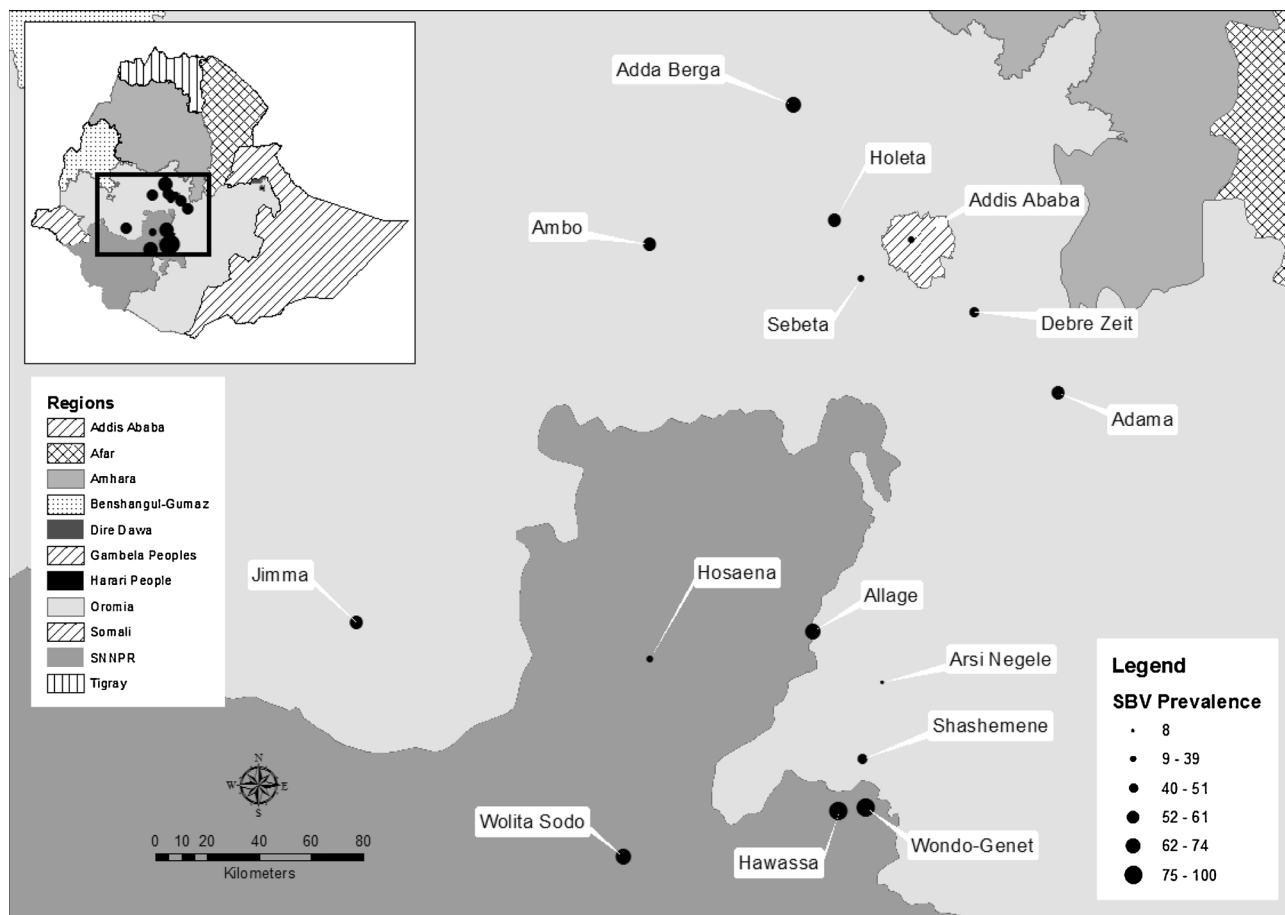 Adda Berga
Holeta
Addis Ababa
Ambo
Sebeta
Debre Zeit
Adama
Regions
Addis Ababa
Afar
Amhara
Benshangul-Gumaz
Dire Dawa
Gambela Peoples
Harari People
Oromia
Somali
SNNPR
Tigray
Jimma
Hosaena
Allage
Arsi Negele
Shashemene
Wolita Sodo
Hawassa
Wondo-Genet
N
W E
S
0 10 20 40 60 80
Kilometers
Legend
SBV Prevalence
8
9 - 39
40 - 51
52 - 61
62 - 74
75 - 100